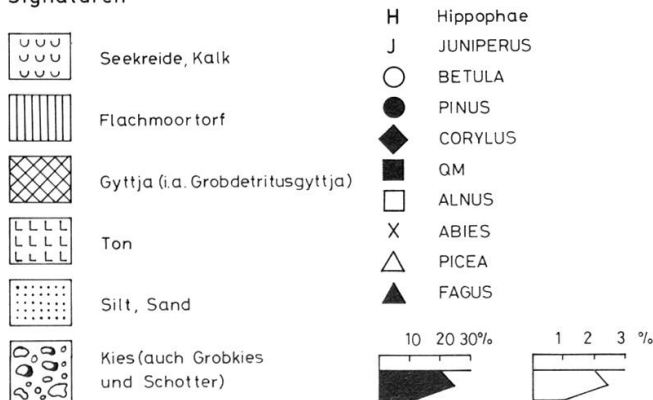 Signaturen
Seekreide, Kalk
Flachmoortorf
Gyttja (i.a. Grobdetritusgyttja)
Ton
Silt, Sand
Kies (auch Grobkies
und Schotter)
H Hippophae
J JUNIPERUS
BETULA
PINUS
CORYLUS
QM
ALNUS
X ABIES
PICEA
FAGUS
10 20 30%
1 2 3 %